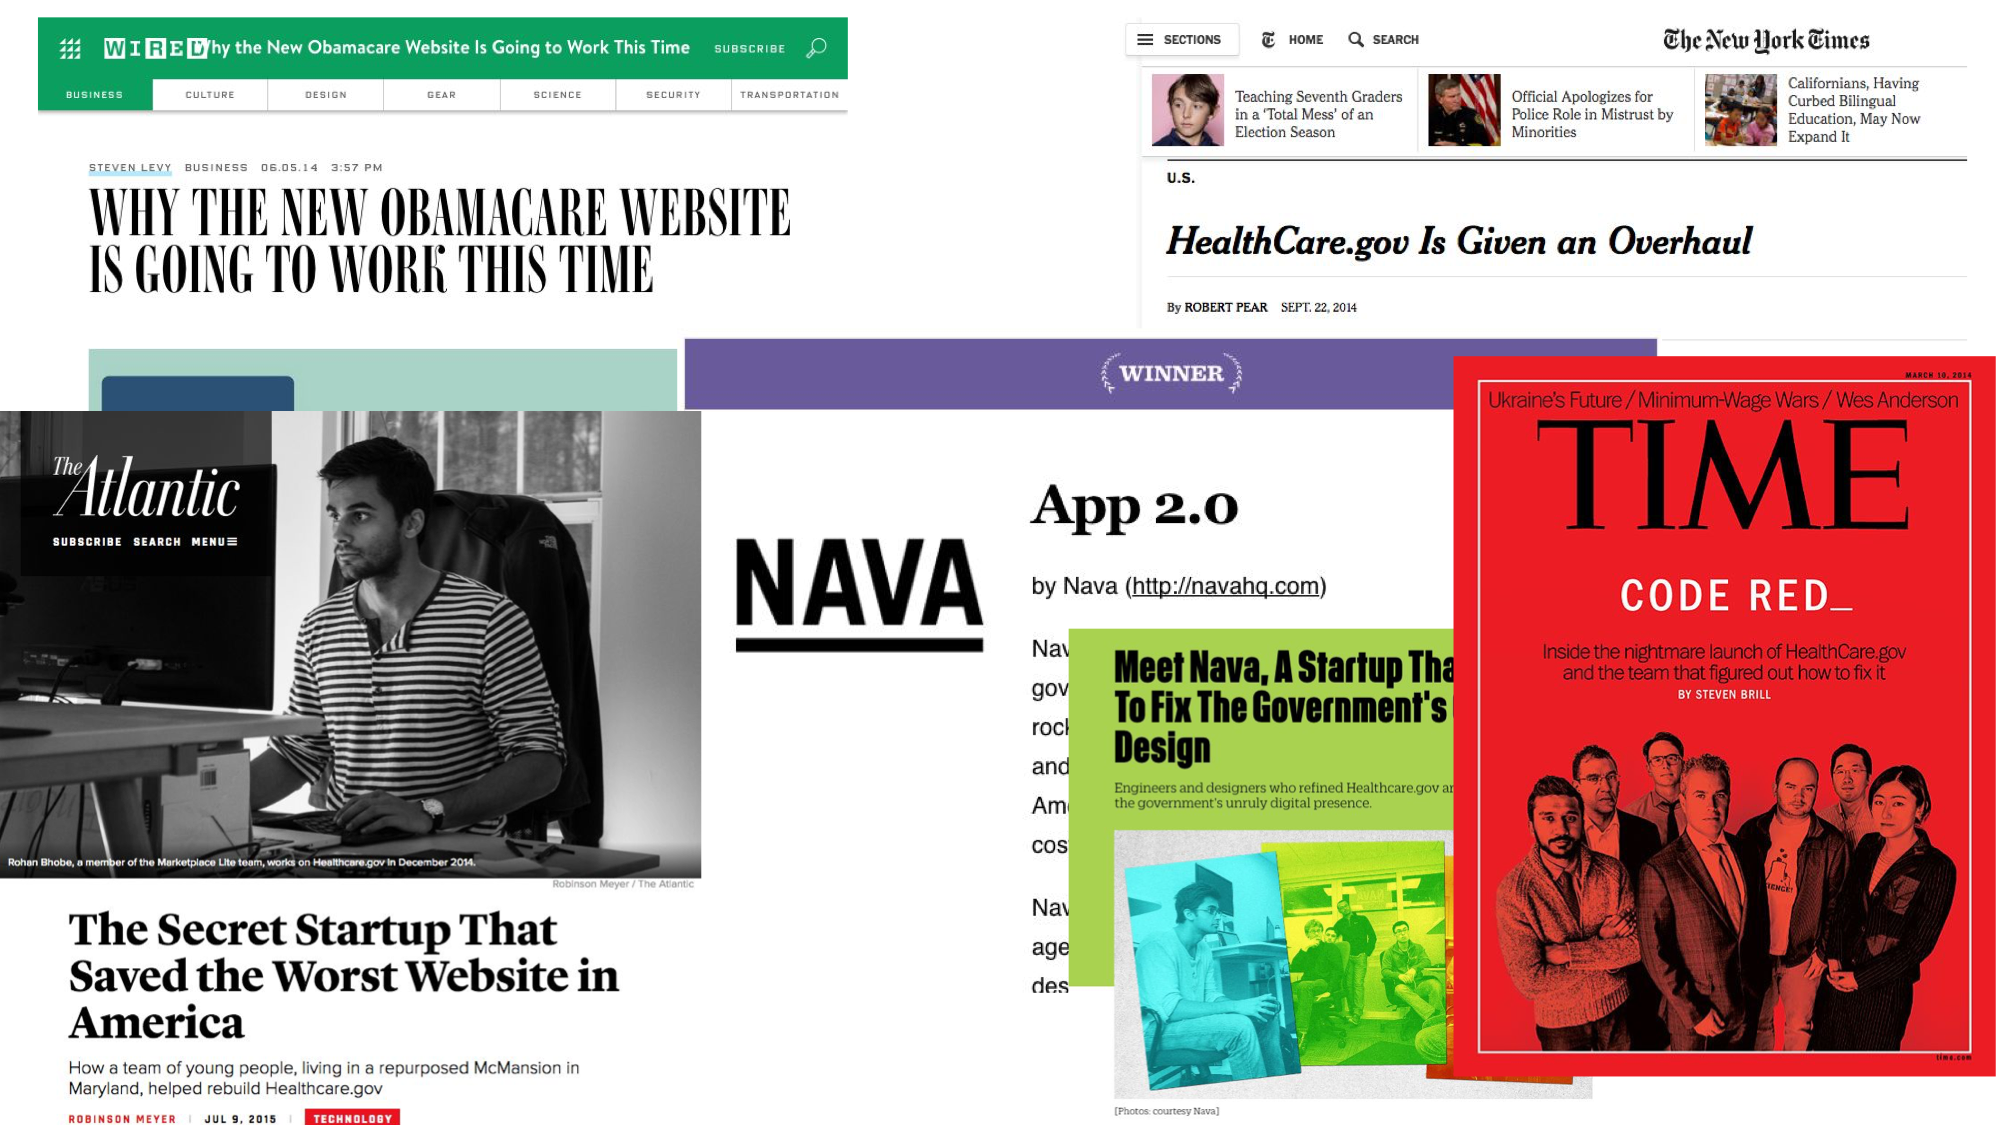 WIRED
Why the New Obamacare Website Is Going to Work This Time
SUBSCRIBE
BUSINESS CULTURE DESIGN GEAR SCIENCE SECURITY TRANSPORTATION
STEVEN LEVY BUSINESS 06.05.14 3:57 PM
WHY THE NEW OBAMACARE WEBSITE
IS GOING TO WORK THIS TIME
SECTIONS HOME SEARCH
The New York Times
Teaching Seventh Graders
in a ‘Total Mess’ of an
Election Season
Official Apologizes for
Police Role in Mistrust by
Minorities
Californians, Having
Curbed Bilingual
Education, May Now
Expand It
U.S.
HealthCare.gov Is Given an Overhaul
By ROBERT PEAR SEPT. 22, 2014
WINNER
The Atlantic
SUBSCRIBE SEARCH MENU
Rohan Bhobe, a member of the Marketplace Lite team, works on Healthcare.gov in December 2014.
Robinson Meyer / The Atlantic
The Secret Startup That
Saved the Worst Website in
America
How a team of young people, living in a repurposed McMansion in
Maryland, helped rebuild Healthcare.gov
ROBINSON MEYER JUL 9, 2015 TECHNOLOGY
NAVA
App 2.0
by Nava (http://navahq.com)
Nav
gov
rock
and
Ame
cos
Nav
age
des
Meet Nava, A Startup Tha
To Fix The Government's
Design
Engineers and designers who refined Healthcare.gov ar
the government's unruly digital presence.
NAVA
[Photos: courtesy Nava]
MARCH 10, 2014
Ukraine's Future / Minimum-Wage Wars / Wes Anderson
TIME
CODE RED_
Inside the nightmare launch of HealthCare.gov
and the team that figured out how to fix it
BY STEVEN BRILL
time.com